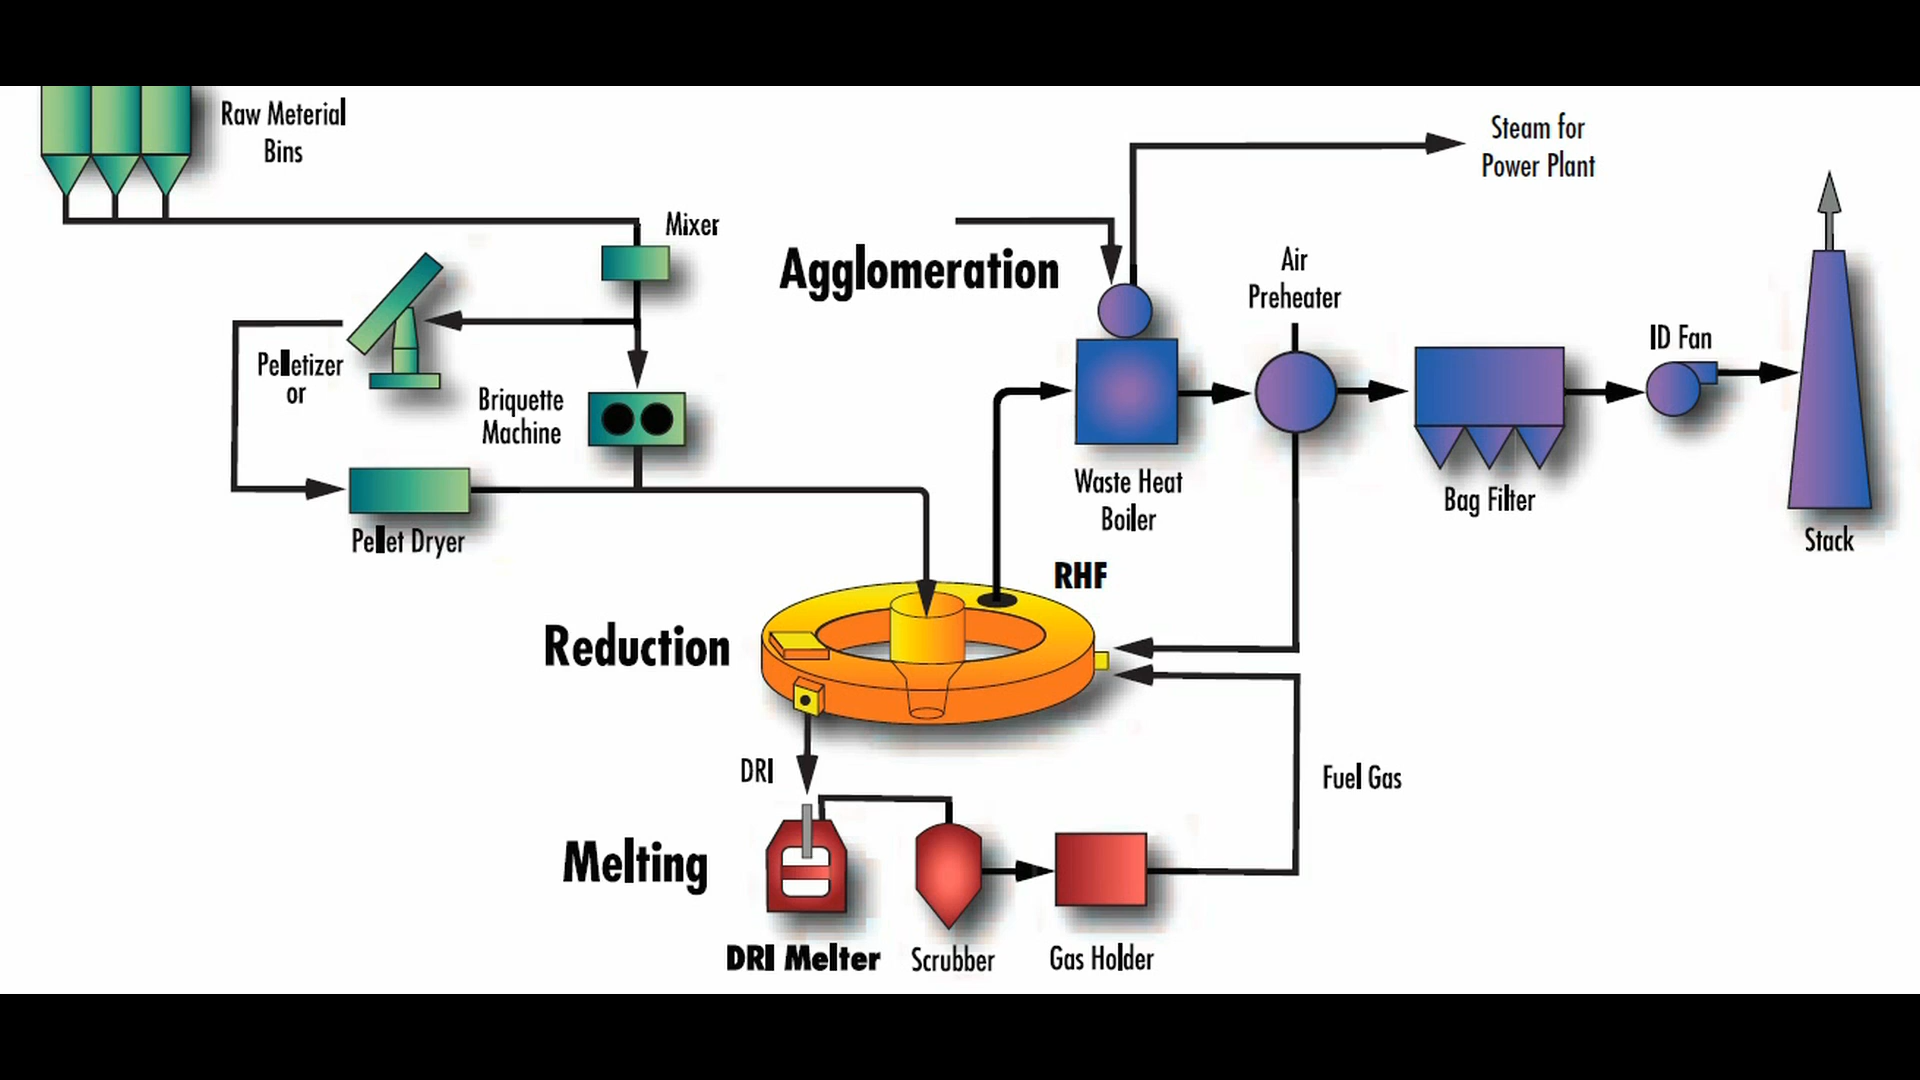 Raw Meterial
Bins
Mixer
Steam for
Power Plant
Agglomeration
Air
Preheater
ID Fan
Pelletizer
or
Briquette
Machine
Waste Heat
Boiler
Bag Filter
Stack
Pellet Dryer
RHF
Reduction
DRI
Fuel Gas
Melting
DRI Melter
Scrubber
Gas Holder